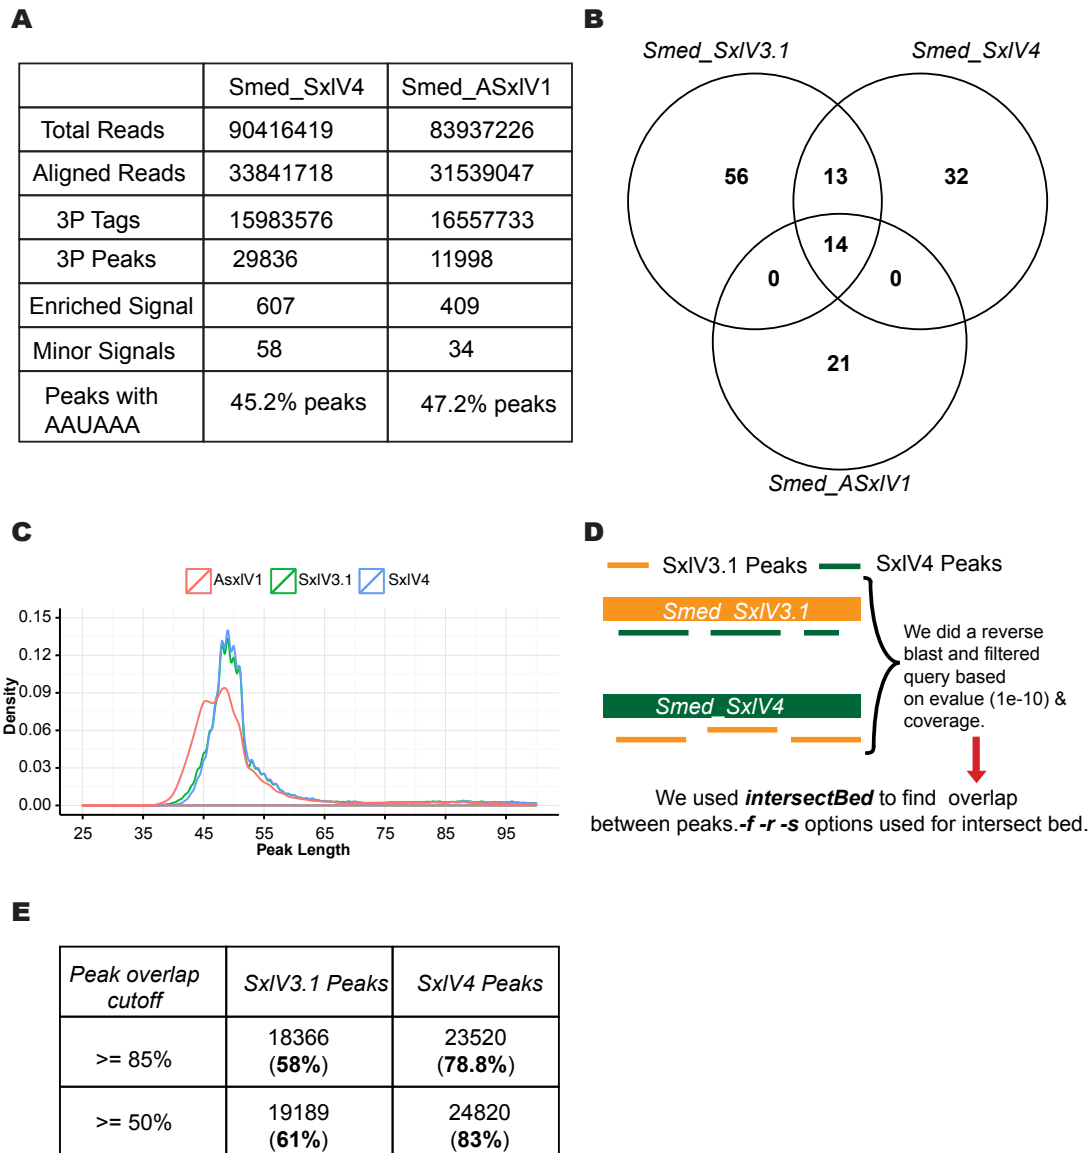 A
Smed_SxlV4 Smed_ASxlV1
Total Reads 90416419 83937226
Aligned Reads 33841718 31539047
3P Tags 15983576 16557733
3P Peaks 29836 11998
Enriched Signal 607 409
Minor Signals 58 34
Peaks with
AAUAAA 45.2% peaks 47.2% peaks
B
Smed_SxlV3.1 Smed_SxlV4
56 13 32
14
0 0
21
Smed_ASxlV1
C
AsxlV1 SxlV3.1 SxlV4
0.15
0.12
0.09
0.06
0.03
0.00
Density
25 35 45 55 65 75 85 95
Peak Length
D
SxlV3.1 Peaks SxlV4 Peaks
Smed_SxlV3.1
Smed_SxlV4
We did a reverse
blast and filtered
query based
on evalue (1e-10) &
coverage.
We used intersectBed to find overlap
between peaks.-f -r -s options used for intersect bed.
E
Peak overlap
cutoff SxlV3.1 Peaks SxlV4 Peaks
>= 85% 18366 23520
(58%) (78.8%)
>= 50% 19189 24820
(61%) (83%)